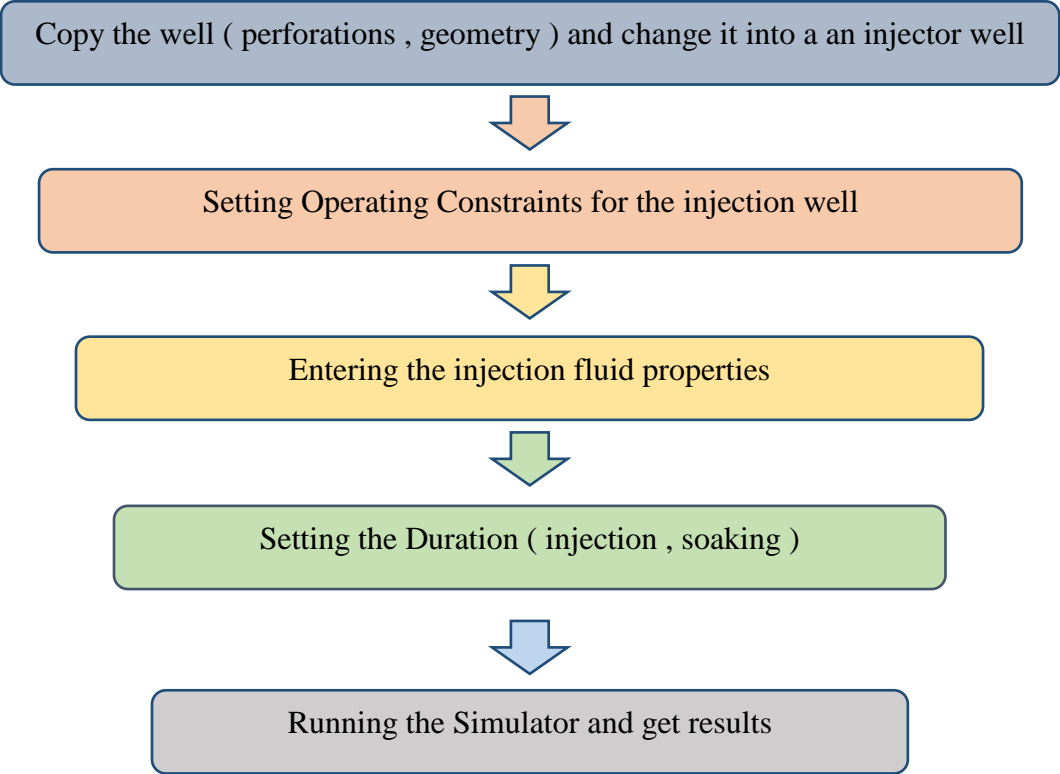 Copy the well ( perforations , geometry ) and change it into a an injector well
Setting Operating Constraints for the injection well
Entering the injection fluid properties
Setting the Duration ( injection , soaking )
Running the Simulator and get results